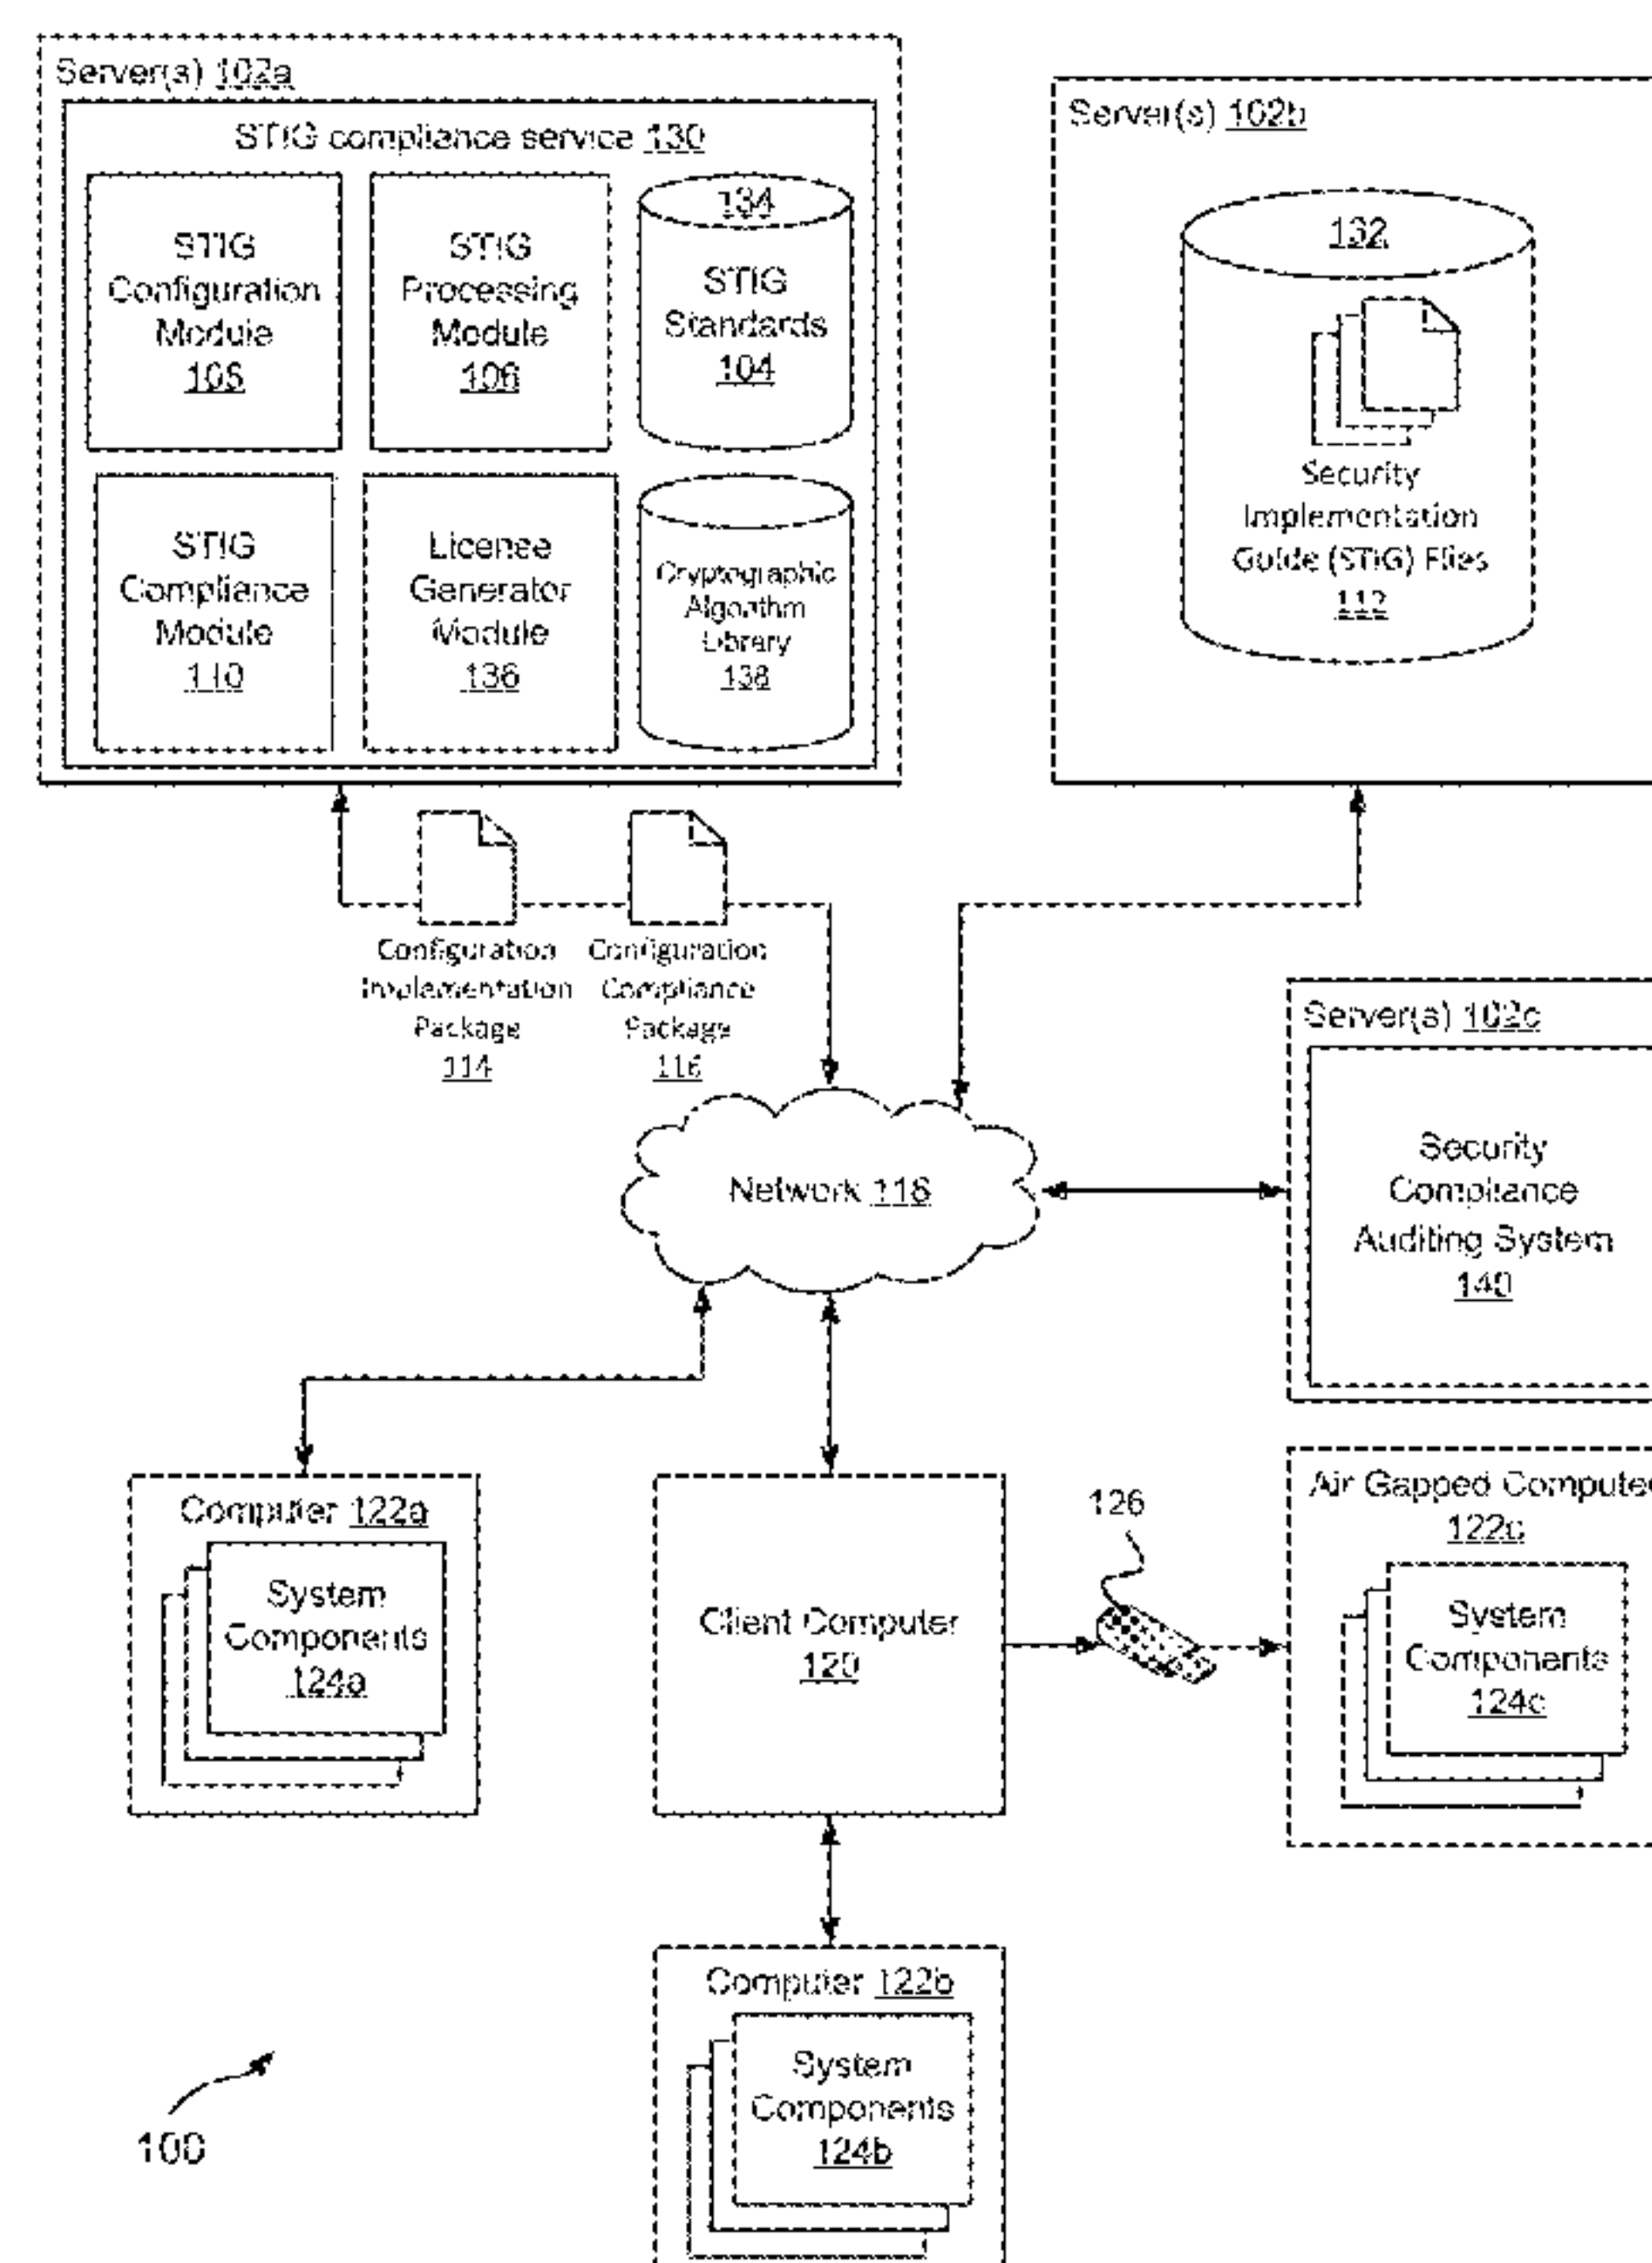 Server(s) 102a
STIG compliance service 130
STIG
Configuration
Module
108
STIG
Processing
Module
106
134
STIG
Standards
104
STIG
Compliance
Module
110
License
Generator
Module
136
Cryptographic
Algorithm
Library
138
Server(s) 102b
132
Security
Implementation
Guide (STIG) Files
112
Configuration
Implementation
Package
114
Configuration
Compliance
Package
116
Server(s) 102c
Security
Compliance
Auditing System
140
Network 118
Computer 122a
System
Components
124a
Client Computer
120
126
Air Gapped Compute
122c
System
Components
124c
Computer 122b
System
Components
124b
100